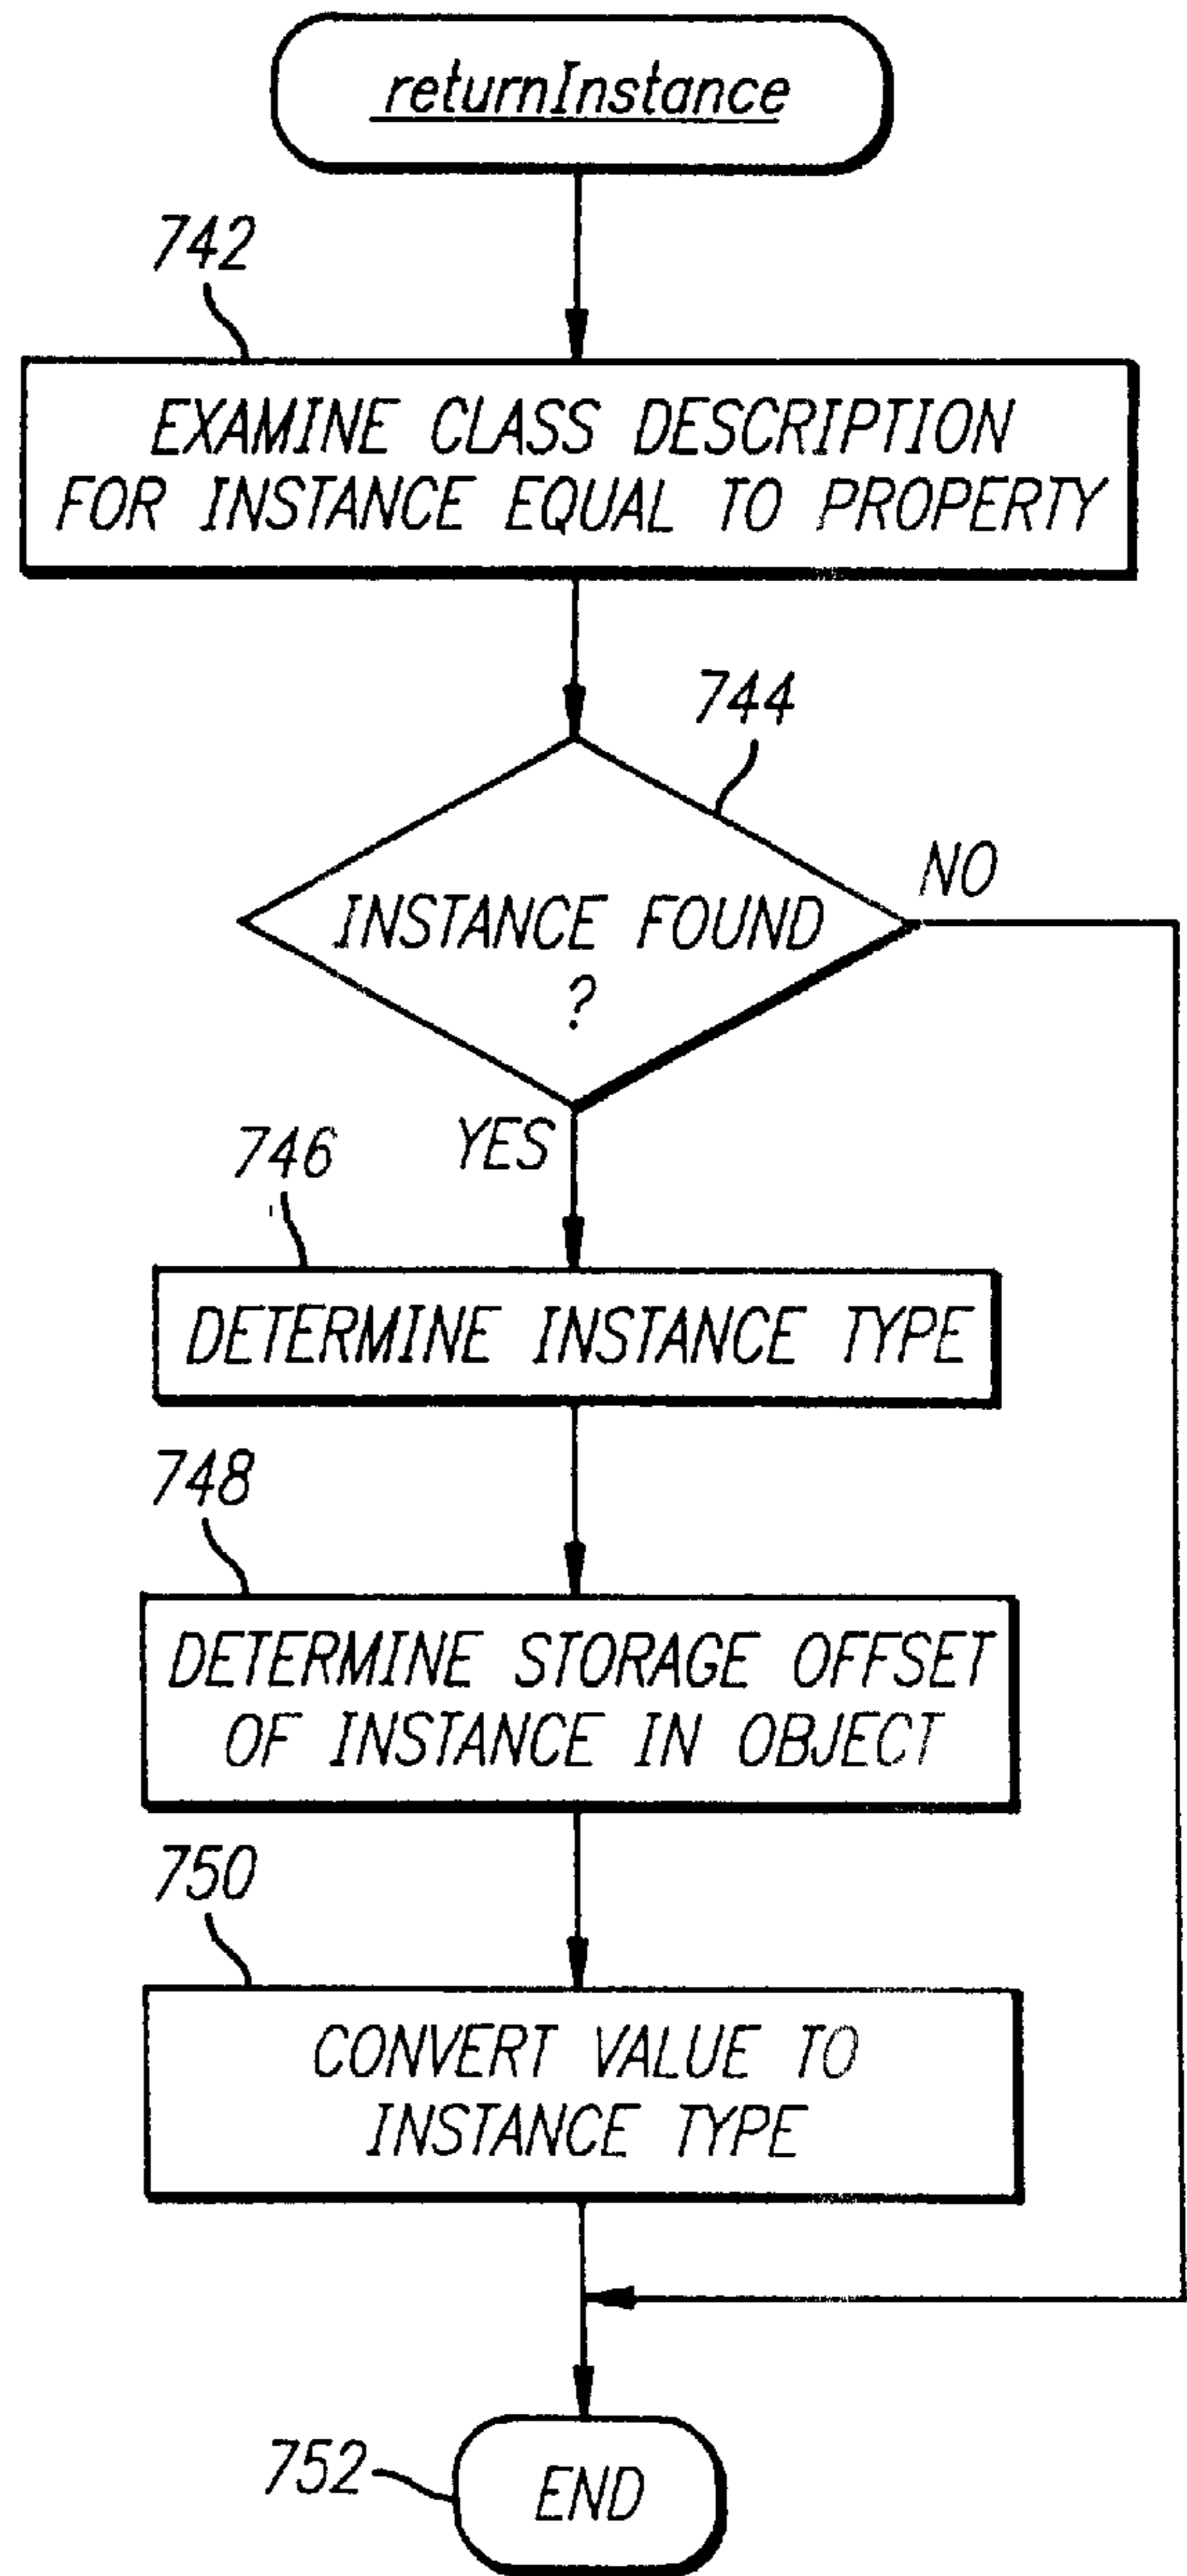 returnInstance
742
EXAMINE CLASS DESCRIPTION
FOR INSTANCE EQUAL TO PROPERTY
744
INSTANCE FOUND
?
NO
YES
746
DETERMINE INSTANCE TYPE
748
DETERMINE STORAGE OFFSET
OF INSTANCE IN OBJECT
750
CONVERT VALUE TO
INSTANCE TYPE
752
END